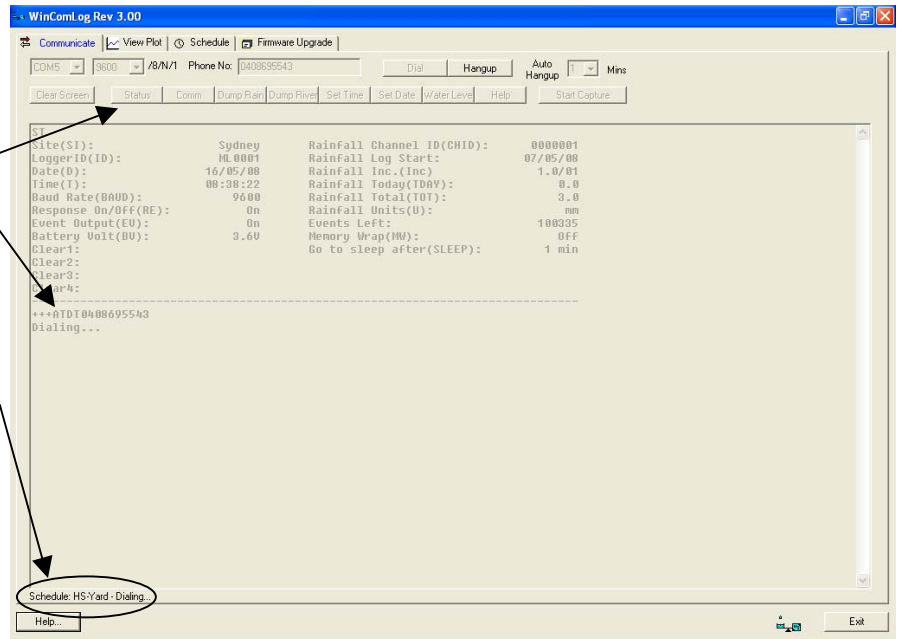 WinComLog Rev 3.00
Communicate View Plot Schedule Firmware Upgrade
COM5 9600 /8/N/1 Phone No: 0408695543 Dial Hangup Auto Hangup 1 Mins
Clear Screen Status Comm Dump Rain Dump River Set Time Set Date Water Leve Help Start Capture
ST
Site(SI): Sydney Rainfall Channel ID(CHID): 0000001
LoggerID(ID): ML0001 Rainfall Log Start: 07/05/08
Date(D): 16/05/08 Rainfall Inc.(Inc) 1.0/01
Time(T): 08:38:22 Rainfall Today(TDAY): 0.0
Baud Rate(BAUD): 9600 Rainfall Total(TOT): 3.0
Response On/Off(RE): On Rainfall Units(U): mm
Event Output(EV): On Events Left: 100335
Battery Volt(BV): 3.6V Memory Wrap(MW): Off
Clear1: Go to sleep after(SLEEP): 1 min
Clear2:
Clear3:
Clear4:
+++ATDT0408695543
Dialing...
Schedule: HS-Yard - Dialing...
Help... Exit